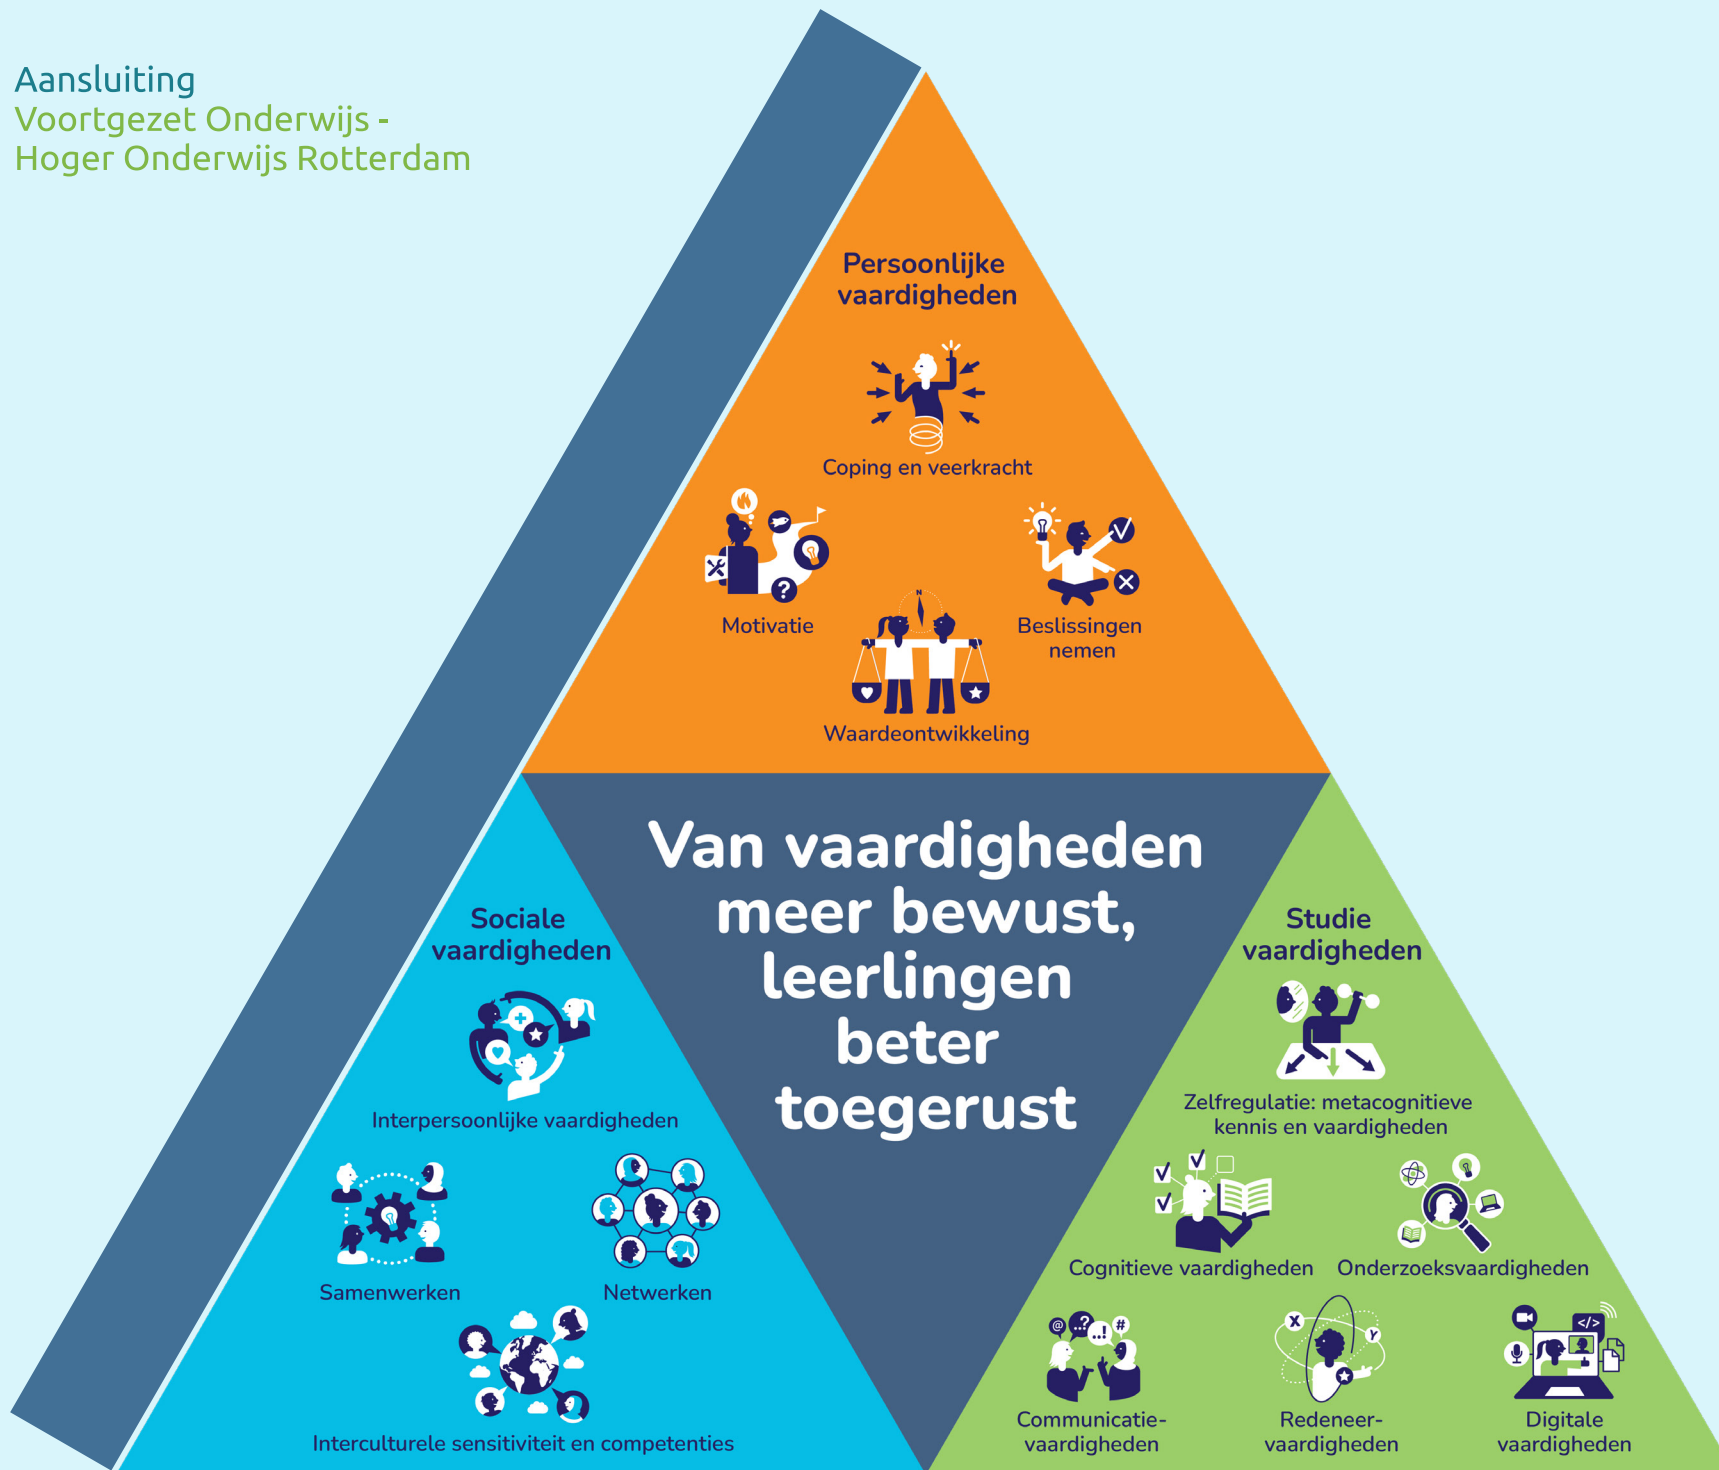 Aansluiting
Voortgezet Onderwijs -
Hoger Onderwijs Rotterdam
Persoonlijke
vaardigheden
Coping en veerkracht
?
Motivatie
Beslissingen
nemen
N
Waardeontwikkeling
Van vaardigheden
meer bewust,
leerlingen
beter
toegerust
Sociale
vaardigheden
Interpersoonlijke vaardigheden
Samenwerken
Netwerken
Interculturele sensitiviteit en competenties
Studie
vaardigheden
Zelfregulatie: metacognitieve
kennis en vaardigheden
Cognitieve vaardigheden
Onderzoeksvaardigheden
@ ..? ..! #
Communicatie-
vaardigheden
X Y
Redeneer-
vaardigheden
</>
Digitale
vaardigheden